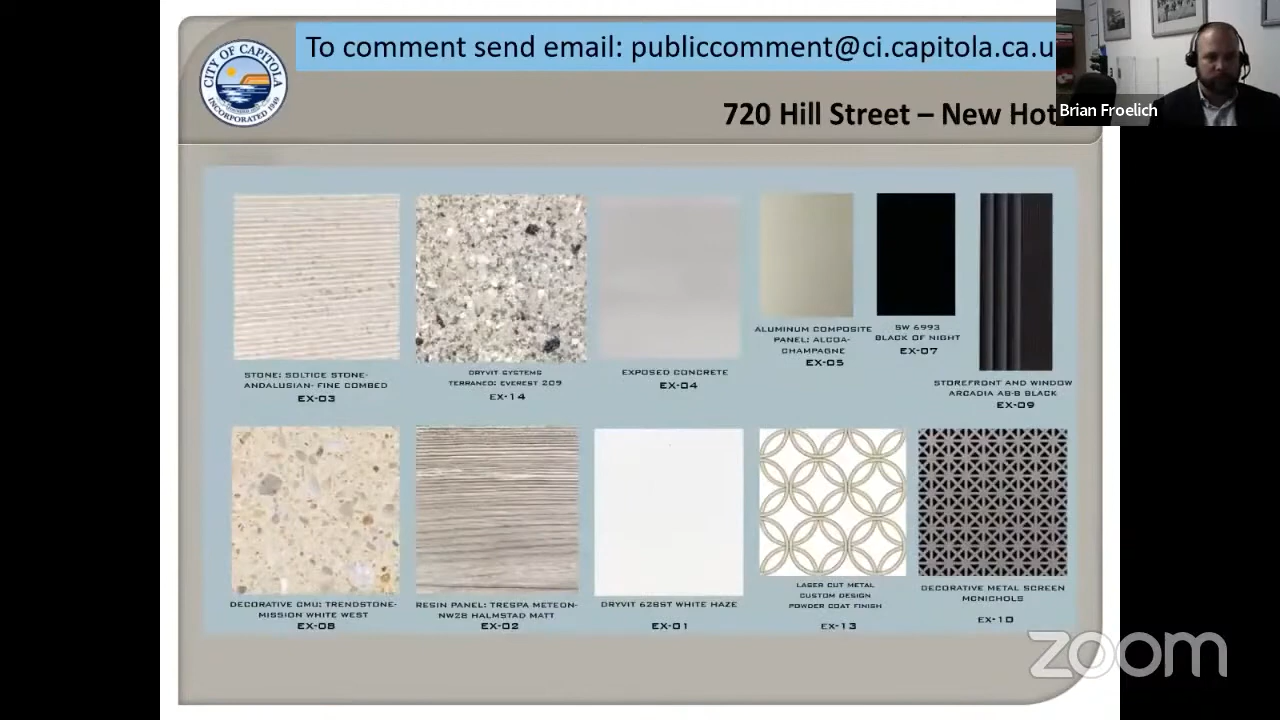 To comment send email: publiccomment@ci.capitola.ca.u
CITY OF CAPITOLA
INCORPORATED 1949
Brian Froelich
720 Hill Street – New Hot
STONE: SOLTICE STONE-
ANDALUSIAN- FINE COMBED
EX-03
DRYVIT SYSTEMS
TERRANEO: EVEREST 209
EX-14
EXPOSED CONCRETE
EX-04
ALUMINUM COMPOSITE
PANEL: ALCOA-
CHAMPAGNE
EX-05
SW 6993
BLACK OF NIGHT
EX-07
STOREFRONT AND WINDOW
ARCADIA AB-8 BLACK
EX-09
DECORATIVE CMU: TRENDSTONE-
MISSION WHITE WEST
EX-08
RESIN PANEL: TRESPA METEON-
NW28 HALMSTAD MATT
EX-02
DRYVIT 628ST WHITE HAZE
EX-01
LASER CUT METAL
CUSTOM DESIGN
POWDER COAT FINISH
EX-13
DECORATIVE METAL SCREEN
MCNICHOLS
EX-10
zoom